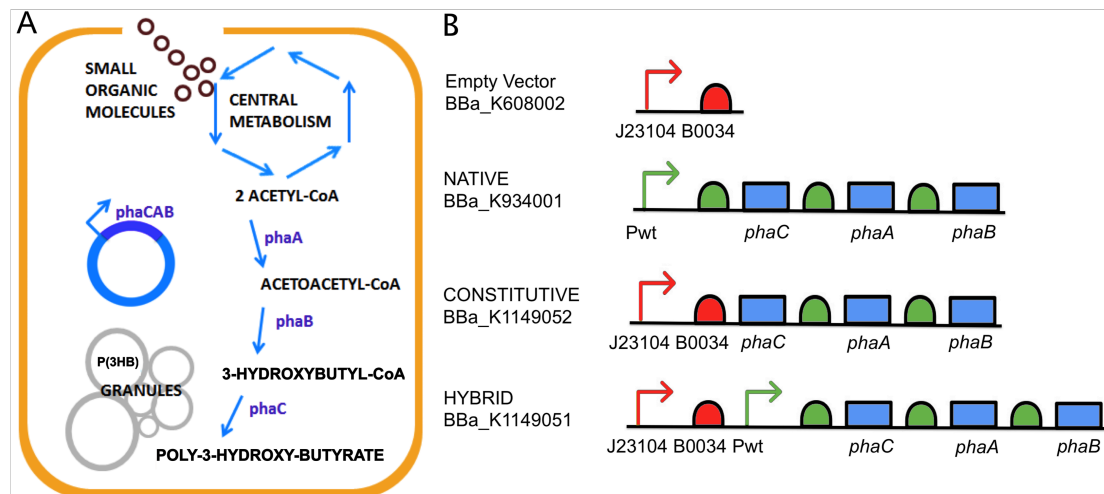 A
SMALL
ORGANIC
MOLECULES
CENTRAL
METABOLISM
2 ACETYL-CoA
phaCAB
phaA
ACETOACETYL-CoA
phaB
P(3HB)
GRANULES
3-HYDROXYBUTYL-CoA
phaC
POLY-3-HYDROXY-BUTYRATE
B
Empty Vector
BBa_K608002
J23104 B0034
NATIVE
BBa_K934001
Pwt phaC phaA phaB
CONSTITUTIVE
BBa_K1149052
J23104 B0034 phaC phaA phaB
HYBRID
BBa_K1149051
J23104 B0034 Pwt phaC phaA phaB